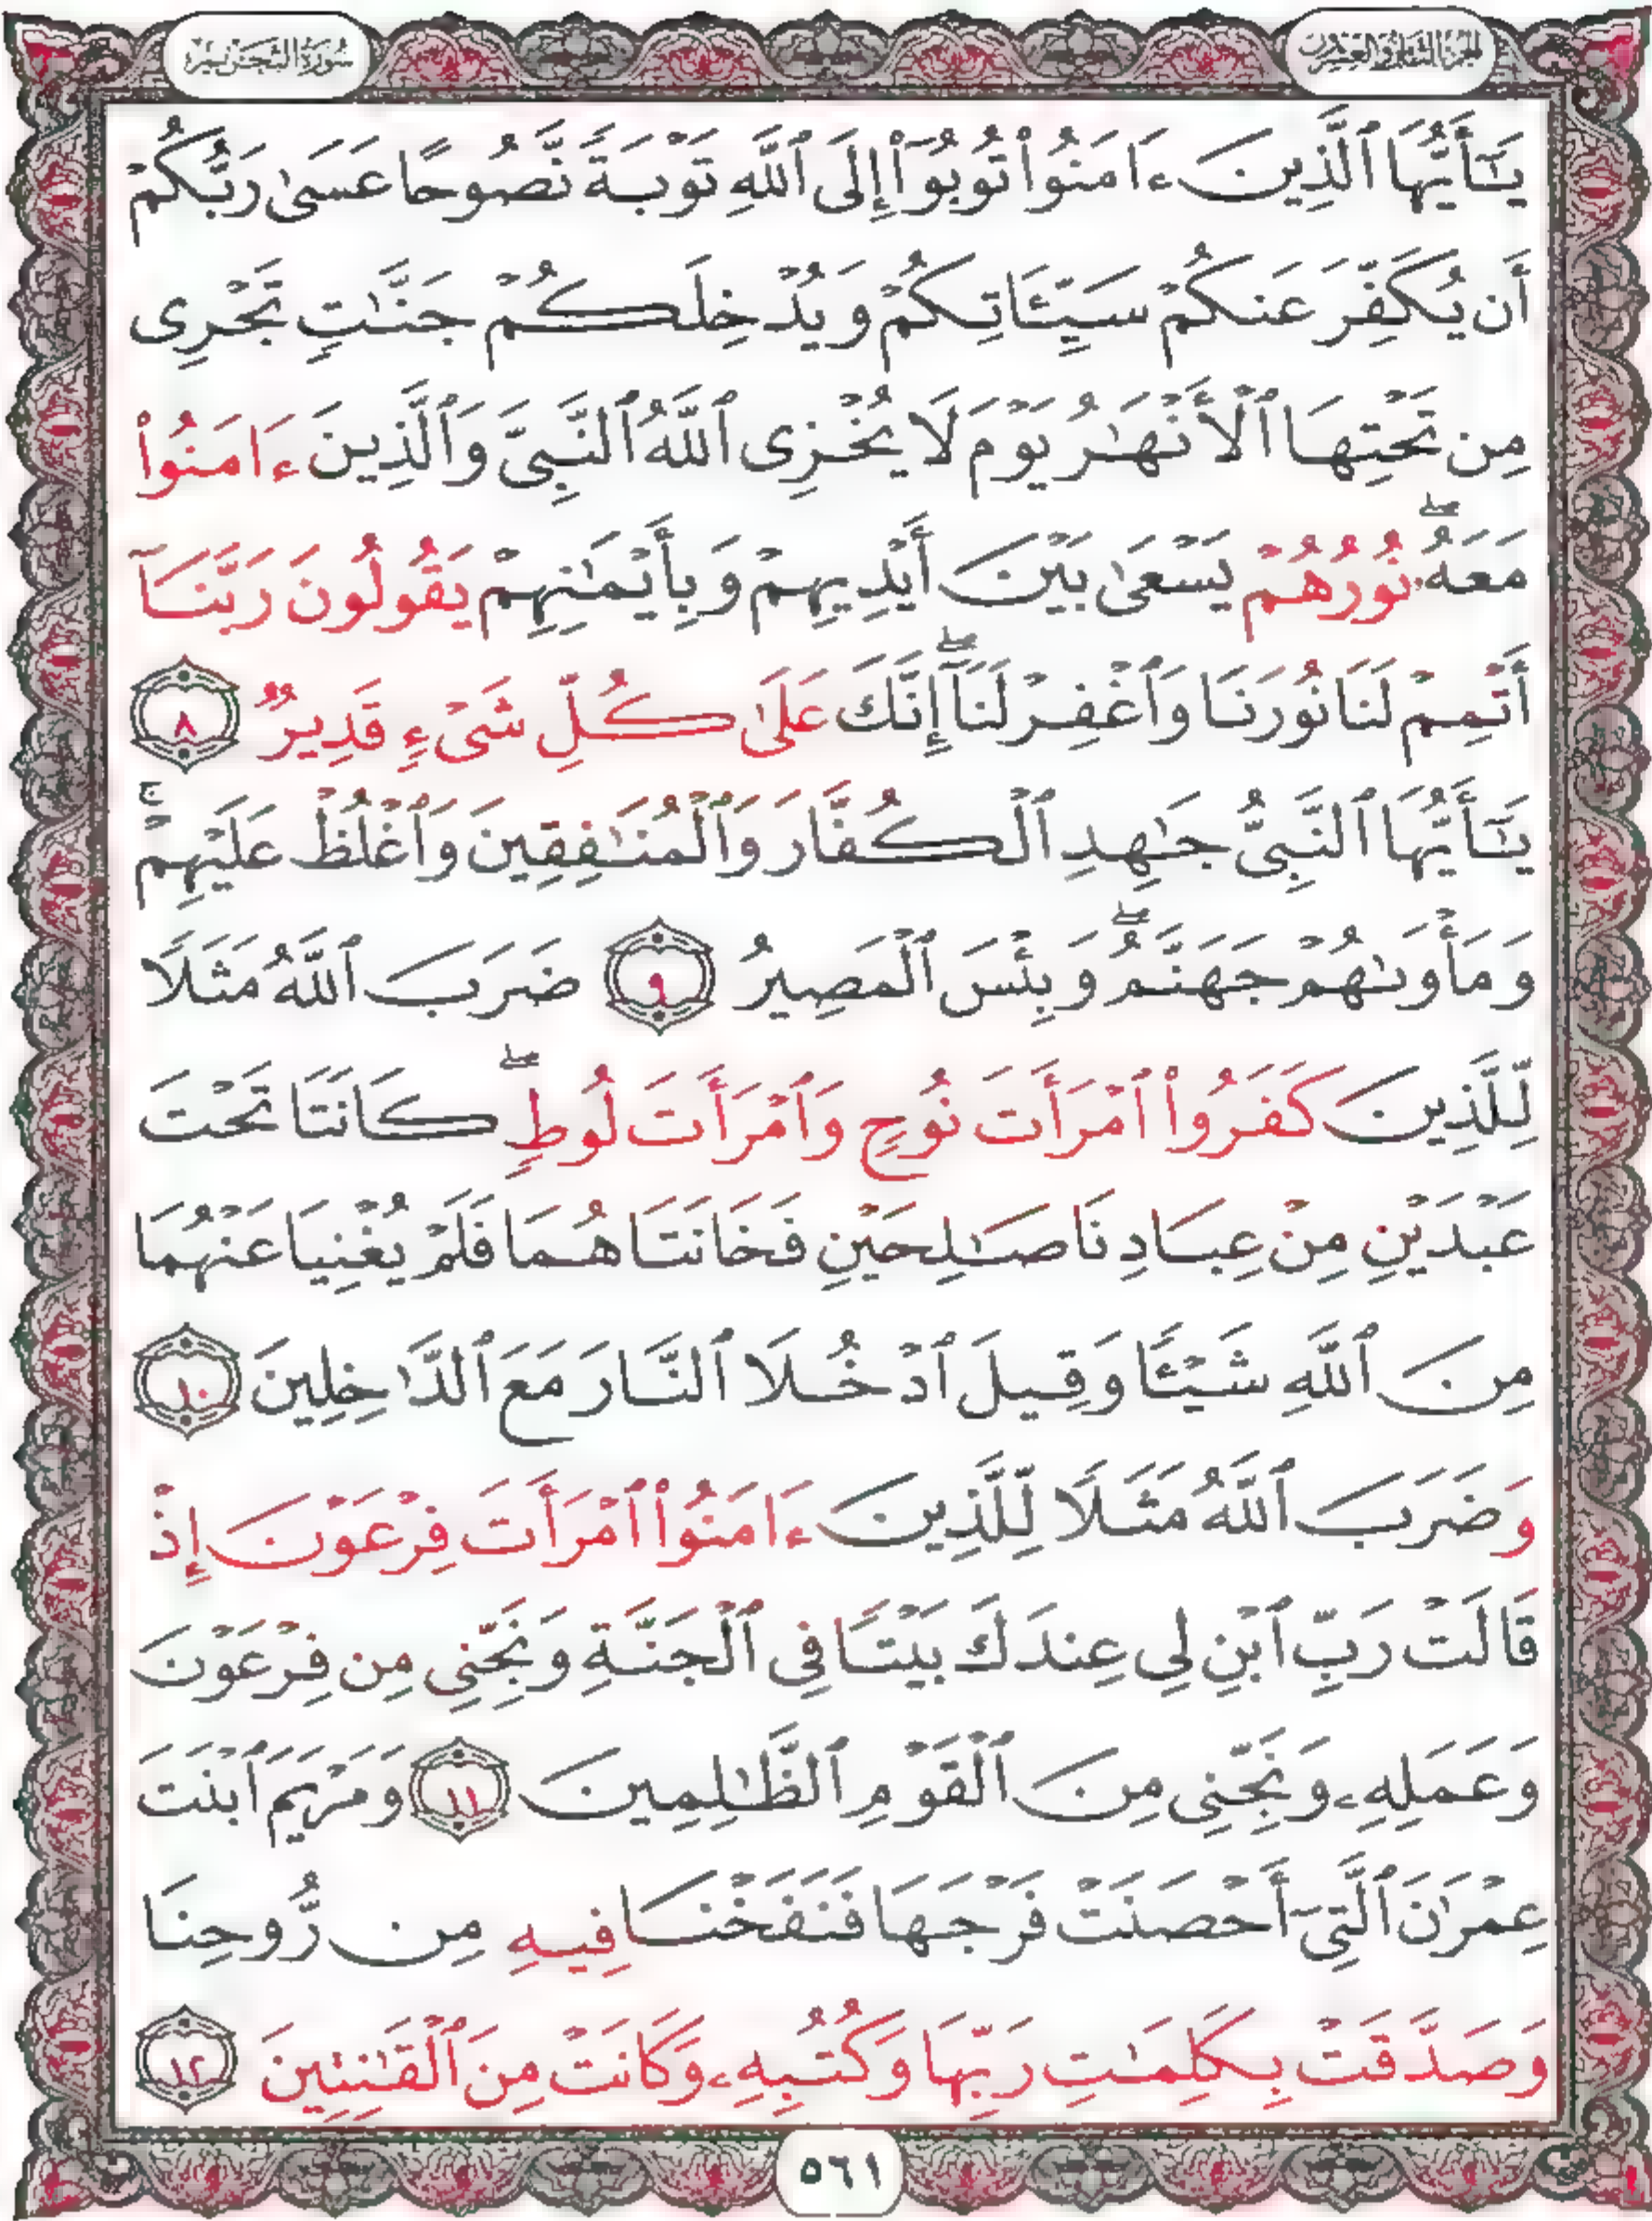 سُورَةُ التَّحْرِيمِ
الجزء الثامن والعشرون
يَـٰٓأَيُّهَا ٱلَّذِينَ ءَامَنُوا۟ تُوبُوٓا۟ إِلَى ٱللَّهِ تَوْبَةً نَّصُوحًا عَسَىٰ رَبُّكُمْ
أَن يُكَفِّرَ عَنكُمْ سَيِّـَٔاتِكُمْ وَيُدْخِلَكُمْ جَنَّـٰتٍ تَجْرِى
مِن تَحْتِهَا ٱلْأَنْهَـٰرُ يَوْمَ لَا يُخْزِى ٱللَّهُ ٱلنَّبِىَّ وَٱلَّذِينَ ءَامَنُوا۟
مَعَهُۥ ۖ نُورُهُمْ يَسْعَىٰ بَيْنَ أَيْدِيهِمْ وَبِأَيْمَـٰنِهِمْ يَقُولُونَ رَبَّنَآ
أَتْمِمْ لَنَا نُورَنَا وَٱغْفِرْ لَنَآ ۖ إِنَّكَ عَلَىٰ كُلِّ شَىْءٍ قَدِيرٌ ٨
يَـٰٓأَيُّهَا ٱلنَّبِىُّ جَـٰهِدِ ٱلْكُفَّارَ وَٱلْمُنَـٰفِقِينَ وَٱغْلُظْ عَلَيْهِمْ ۚ
وَمَأْوَىٰهُمْ جَهَنَّمُ ۖ وَبِئْسَ ٱلْمَصِيرُ ٩ ضَرَبَ ٱللَّهُ مَثَلًا
لِّلَّذِينَ كَفَرُوا۟ ٱمْرَأَتَ نُوحٍ وَٱمْرَأَتَ لُوطٍ ۖ كَانَتَا تَحْتَ
عَبْدَيْنِ مِنْ عِبَادِنَا صَـٰلِحَيْنِ فَخَانَتَاهُمَا فَلَمْ يُغْنِيَا عَنْهُمَا
مِنَ ٱللَّهِ شَيْـًٔا وَقِيلَ ٱدْخُلَا ٱلنَّارَ مَعَ ٱلدَّٰخِلِينَ ١٠
وَضَرَبَ ٱللَّهُ مَثَلًا لِّلَّذِينَ ءَامَنُوا۟ ٱمْرَأَتَ فِرْعَوْنَ إِذْ
قَالَتْ رَبِّ ٱبْنِ لِى عِندَكَ بَيْتًا فِى ٱلْجَنَّةِ وَنَجِّنِى مِن فِرْعَوْنَ
وَعَمَلِهِۦ وَنَجِّنِى مِنَ ٱلْقَوْمِ ٱلظَّـٰلِمِينَ ١١ وَمَرْيَمَ ٱبْنَتَ
عِمْرَٰنَ ٱلَّتِىٓ أَحْصَنَتْ فَرْجَهَا فَنَفَخْنَا فِيهِ مِن رُّوحِنَا
وَصَدَّقَتْ بِكَلِمَـٰتِ رَبِّهَا وَكُتُبِهِۦ وَكَانَتْ مِنَ ٱلْقَـٰنِتِينَ ١٢
٥٦١